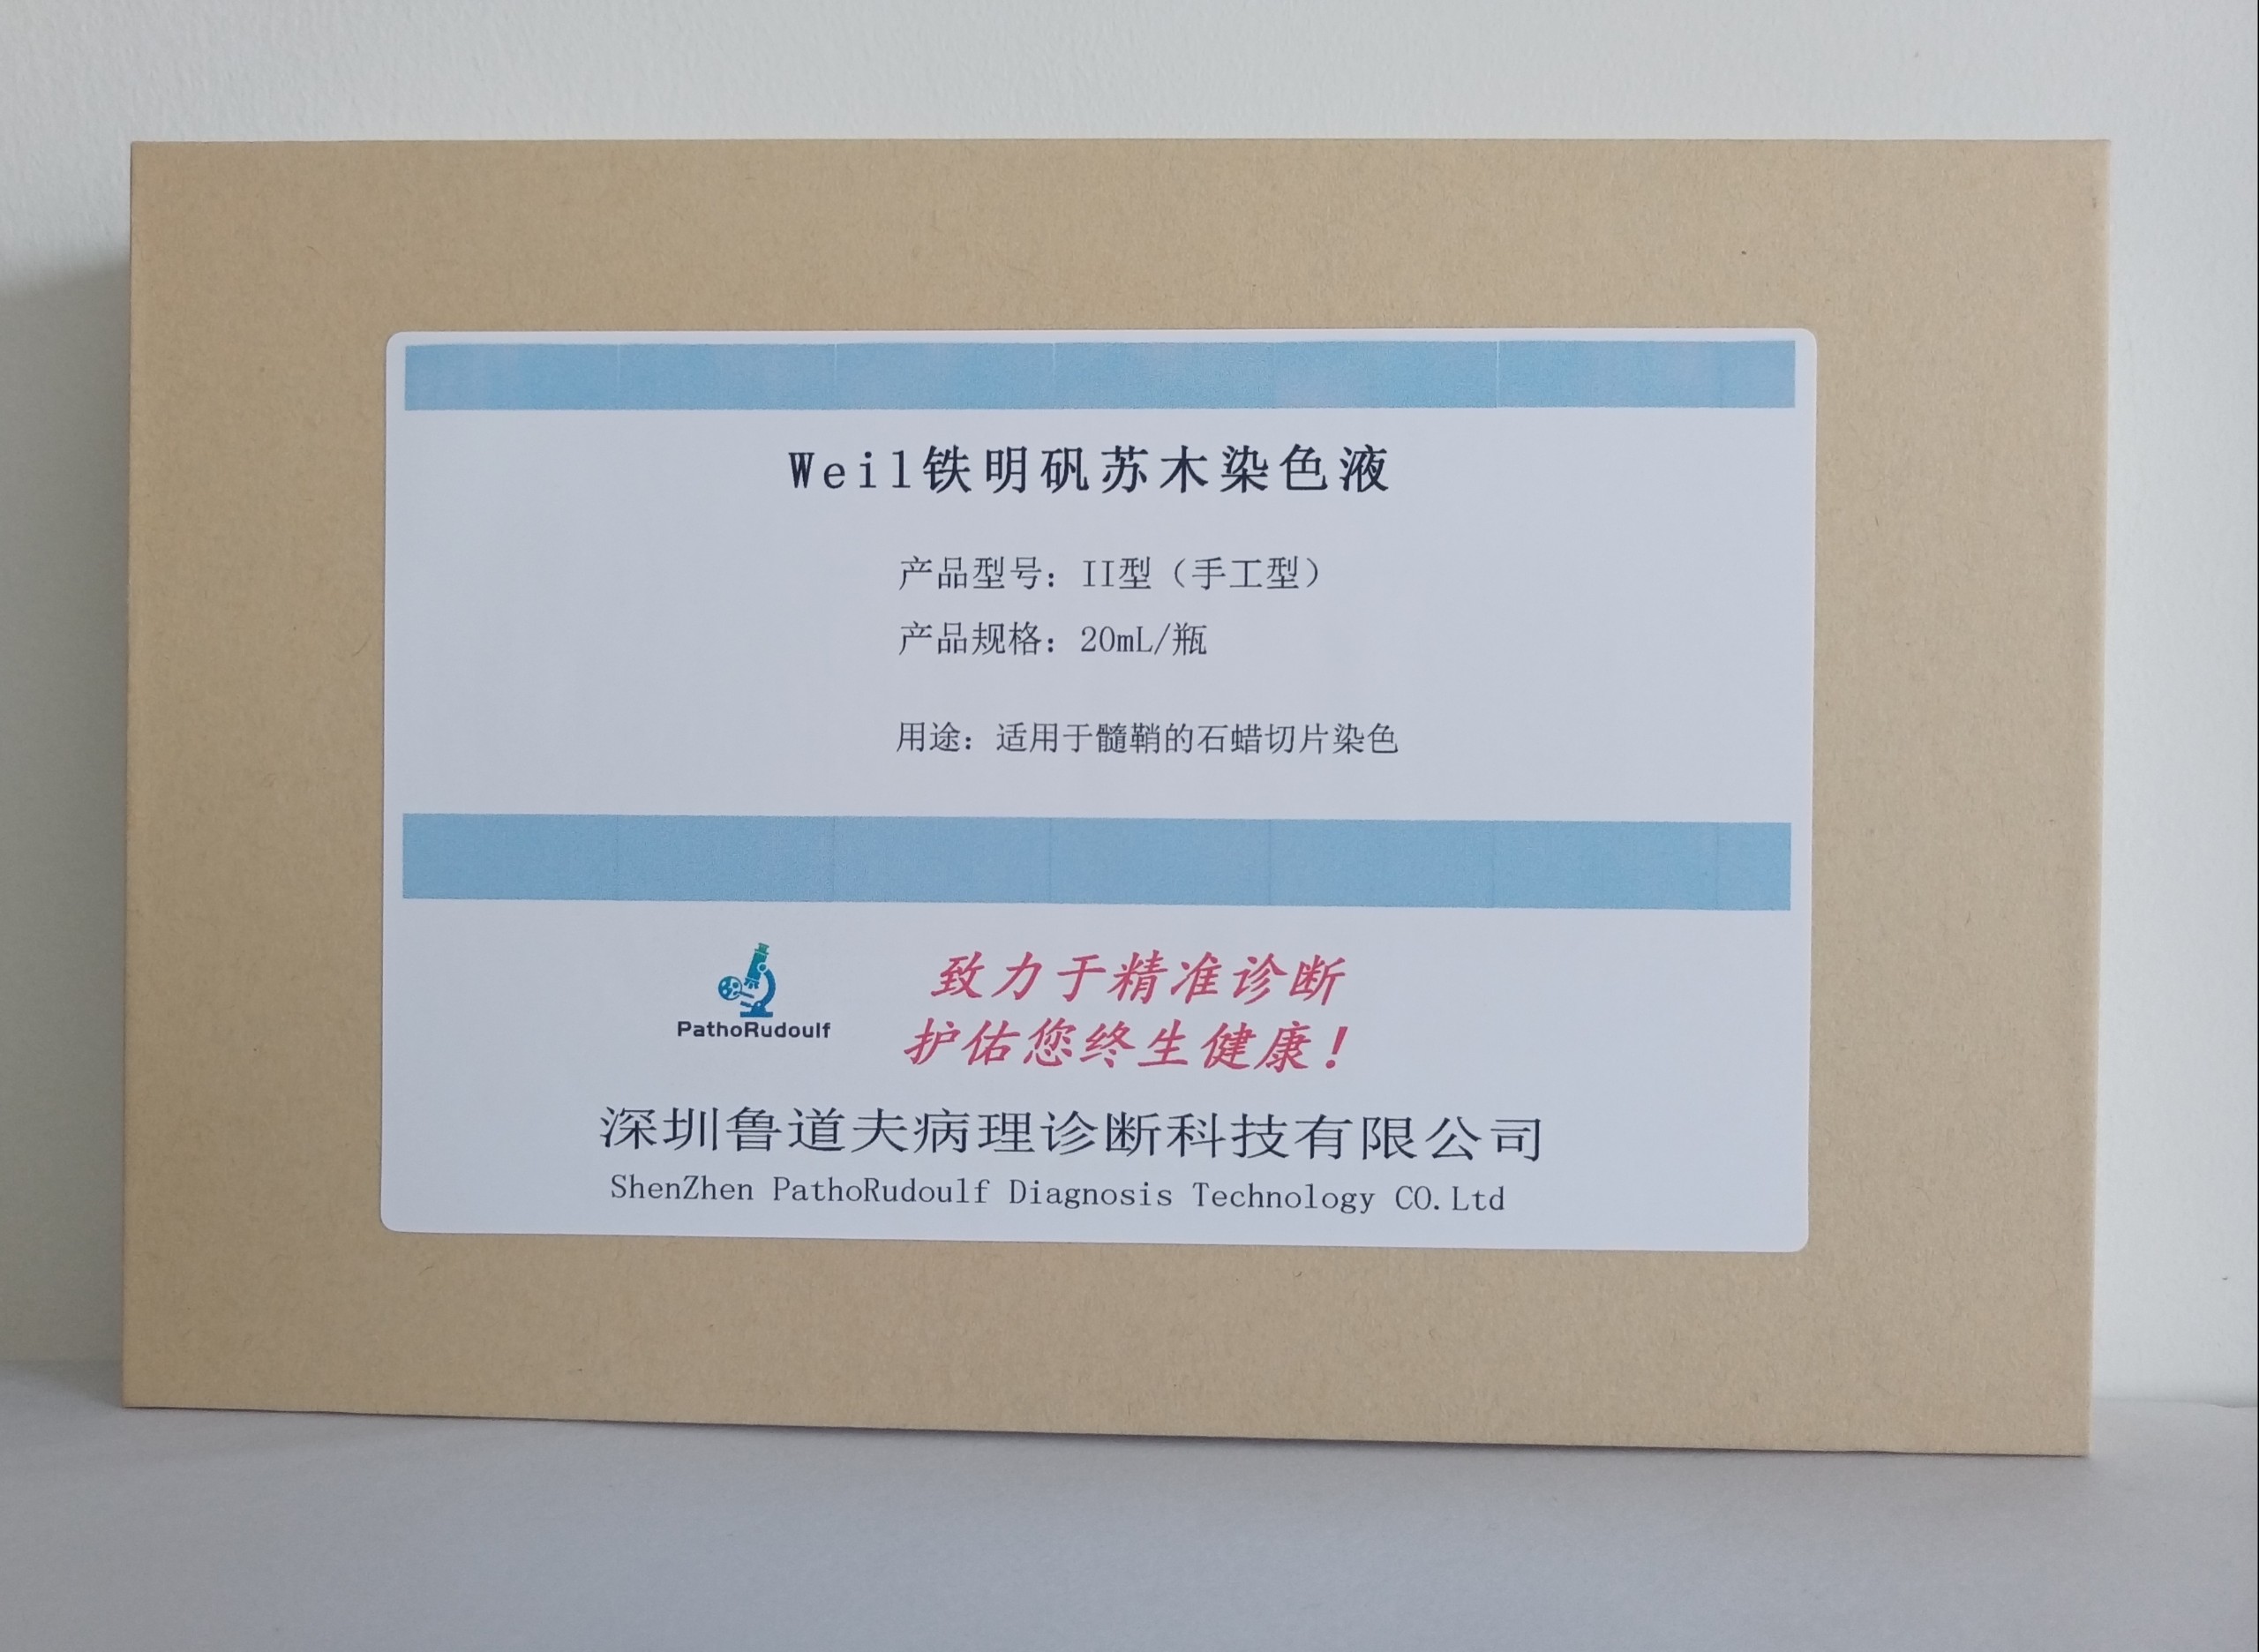 Weil铁明矾苏木染色液
产品型号：II型（手工型）
产品规格：20mL/瓶
用途：适用于髓鞘的石蜡切片染色
PathoRudoulf
致力于精准诊断
护佑您终生健康！
深圳鲁道夫病理诊断科技有限公司
ShenZhen PathoRudoulf Diagnosis Technology CO.Ltd